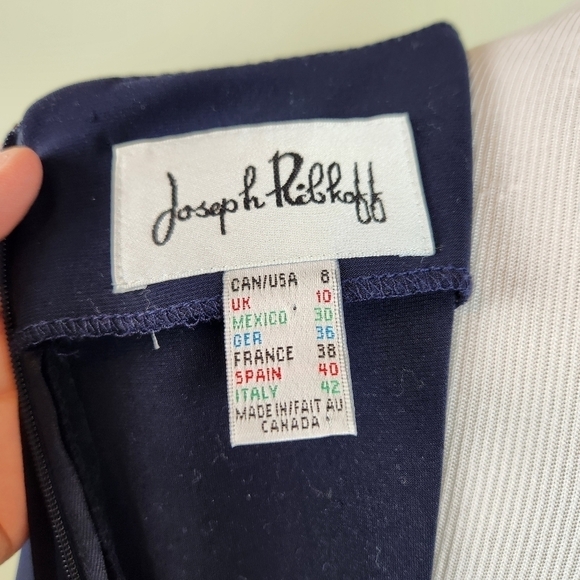 Joseph Ribkoff
CAN/USA 8
UK 10
MEXICO 30
GER 36
FRANCE 38
SPAIN 40
ITALY 42
MADE IN/FAIT AU
CANADA